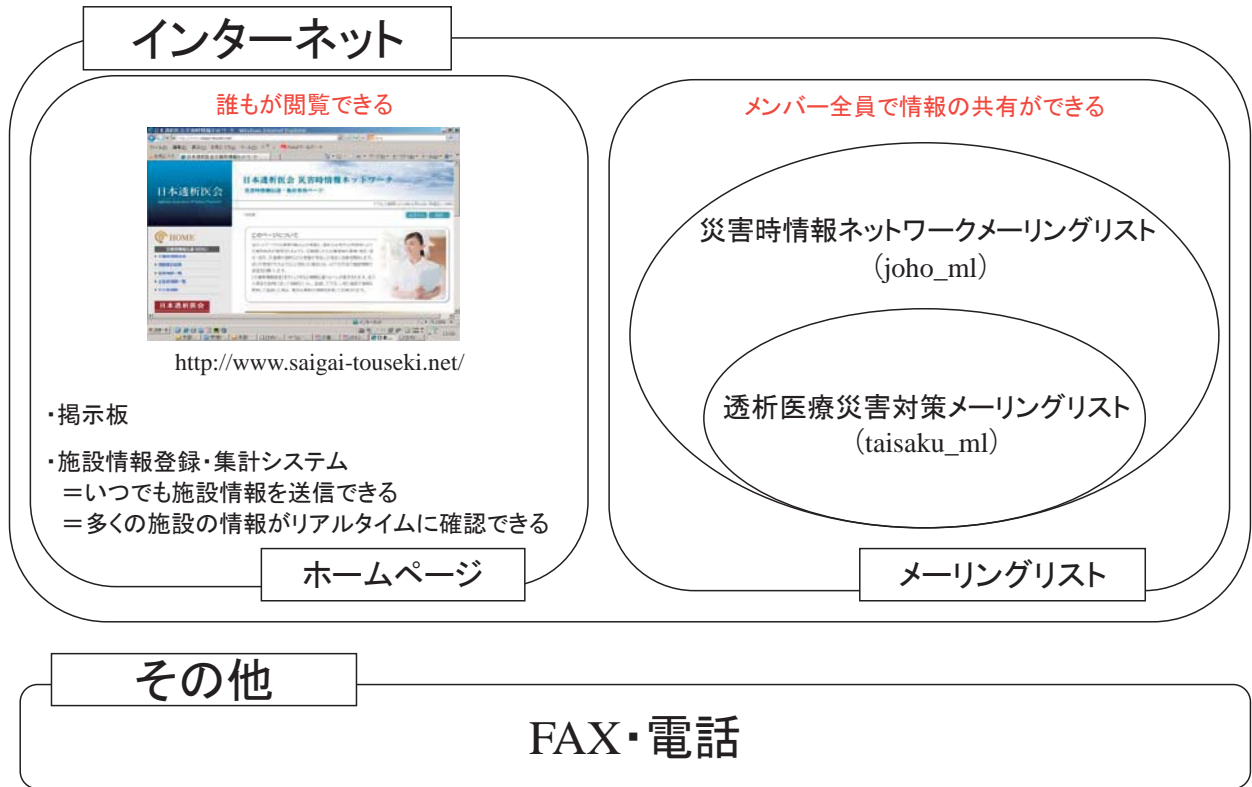 インターネット
誰もが閲覧できる
日本透析医会 災害時情報ネットワーク
日本透析医会
HOME
このページについて
日本透析医会
http://www.saigai-touseki.net/
・掲示板
・施設情報登録・集計システム
＝いつでも施設情報を送信できる
＝多くの施設の情報がリアルタイムに確認できる
ホームページ
メンバー全員で情報の共有ができる
災害時情報ネットワークメーリングリスト
（joho_ml）
透析医療災害対策メーリングリスト
（taisaku_ml）
メーリングリスト
その他
FAX・電話